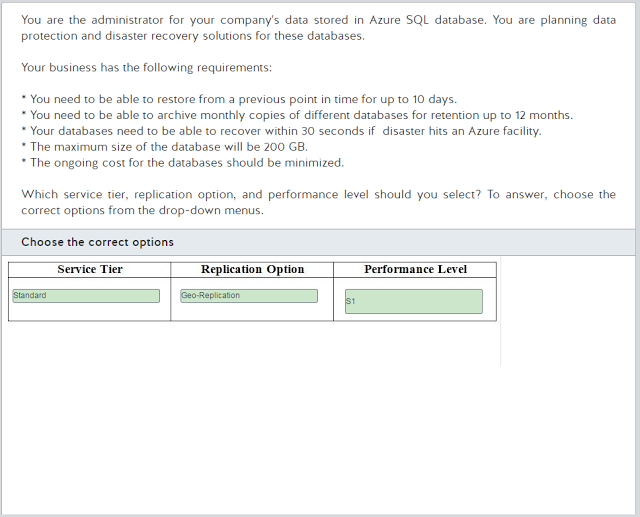 You are the administrator for your company's data stored in Azure SQL database. You are planning data
protection and disaster recovery solutions for these databases.
Your business has the following requirements:
* You need to be able to restore from a previous point in time for up to 10 days.
* You need to be able to archive monthly copies of different databases for retention up to 12 months.
* Your databases need to be able to recover within 30 seconds if disaster hits an Azure facility.
* The maximum size of the database will be 200 GB.
* The ongoing cost for the databases should be minimized.
Which service tier, replication option, and performance level should you select? To answer, choose the
correct options from the drop-down menus.
Choose the correct options
Service Tier Replication Option Performance Level
Standard Geo-Replication S1